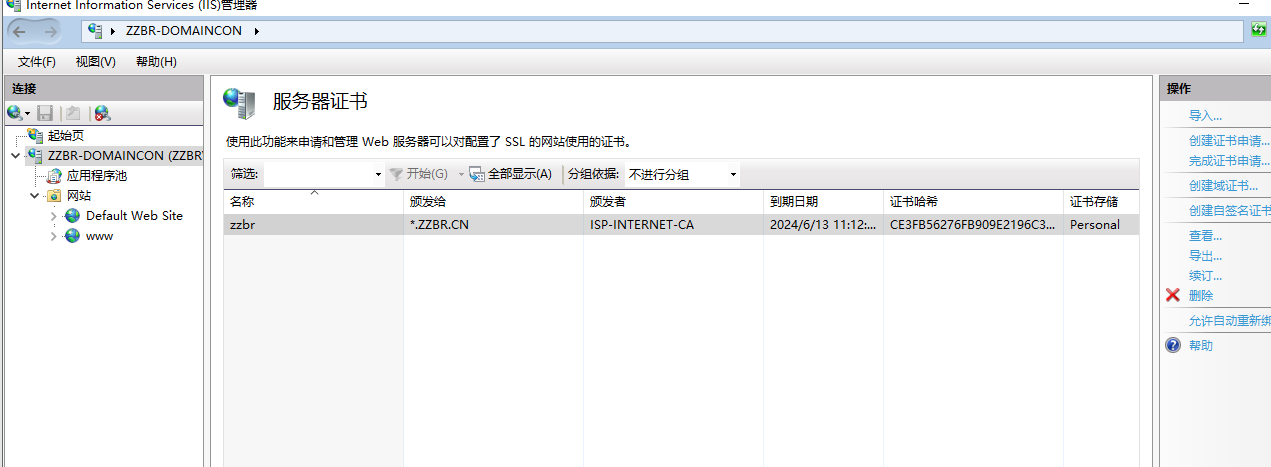 Internet Information Services (IIS)管理器
ZZBR-DOMAINCON
文件(F) 视图(V) 帮助(H)
连接
起始页
ZZBR-DOMAINCON (ZZBR
应用程序池
网站
Default Web Site
www
服务器证书
使用此功能来申请和管理 Web 服务器可以对配置了 SSL 的网站使用的证书。
筛选: 开始(G) 全部显示(A) 分组依据: 不进行分组
名称 颁发给 颁发者 到期日期 证书哈希 证书存储
zzbr *.ZZBR.CN ISP-INTERNET-CA 2024/6/13 11:12:... CE3FB56276FB909E2196C3... Personal
操作
导入...
创建证书申请...
完成证书申请...
创建域证书...
创建自签名证书
查看...
导出...
续订...
删除
允许自动重新绑
帮助